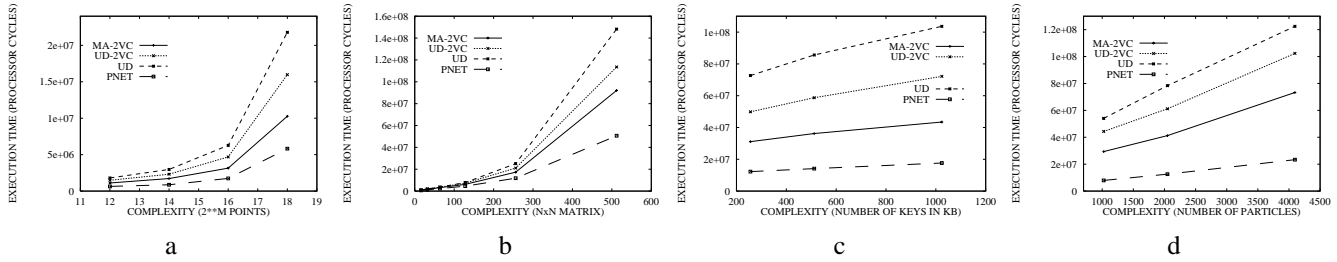 EXECUTION TIME (PROCESSOR CYCLES)
2e+07
1.5e+07
1e+07
5e+06
0
MA-2VC
UD-2VC
UD
PNET
11 12 13 14 15 16 17 18 19
COMPLEXITY (2**M POINTS)
a
EXECUTION TIME (PROCESSOR CYCLES)
1.6e+08
1.4e+08
1.2e+08
1e+08
8e+07
6e+07
4e+07
2e+07
0
MA-2VC
UD-2VC
UD
PNET
0 100 200 300 400 500 600
COMPLEXITY (NxN MATRIX)
b
EXECUTION TIME (PROCESSOR CYCLES)
1e+08
8e+07
6e+07
4e+07
2e+07
0
MA-2VC
UD-2VC
UD
PNET
200 400 600 800 1000 1200
COMPLEXITY (NUMBER OF KEYS IN KB)
c
EXECUTION TIME (PROCESSOR CYCLES)
1.2e+08
1e+08
8e+07
6e+07
4e+07
2e+07
0
MA-2VC
UD-2VC
UD
PNET
1000 1500 2000 2500 3000 3500 4000 4500
COMPLEXITY (NUMBER OF PARTICLES)
d